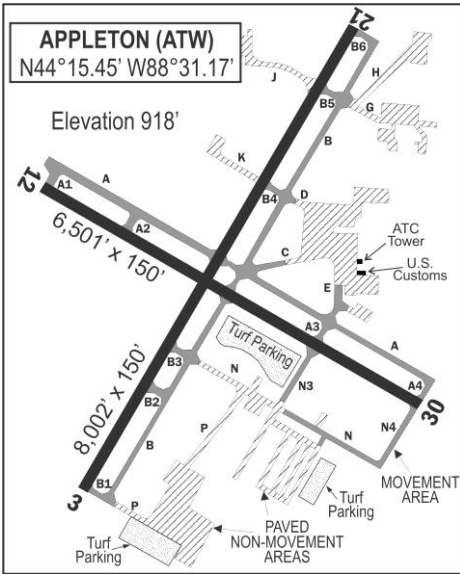 APPLETON (ATW)
N44°15.45' W88°31.17'
Elevation 918'
21
B6
H
J
B5
G
B
K
B4
D
12
A1
A
A2
6,501' x 150'
ATC
Tower
U.S.
Customs
C
E
Turf Parking
A3
A
B3
N
N3
A4
30
8,002' x 150'
B2
P
N
N4
B
B1
3
P
MOVEMENT
AREA
Turf
Parking
PAVED
NON-MOVEMENT
AREAS
Turf
Parking